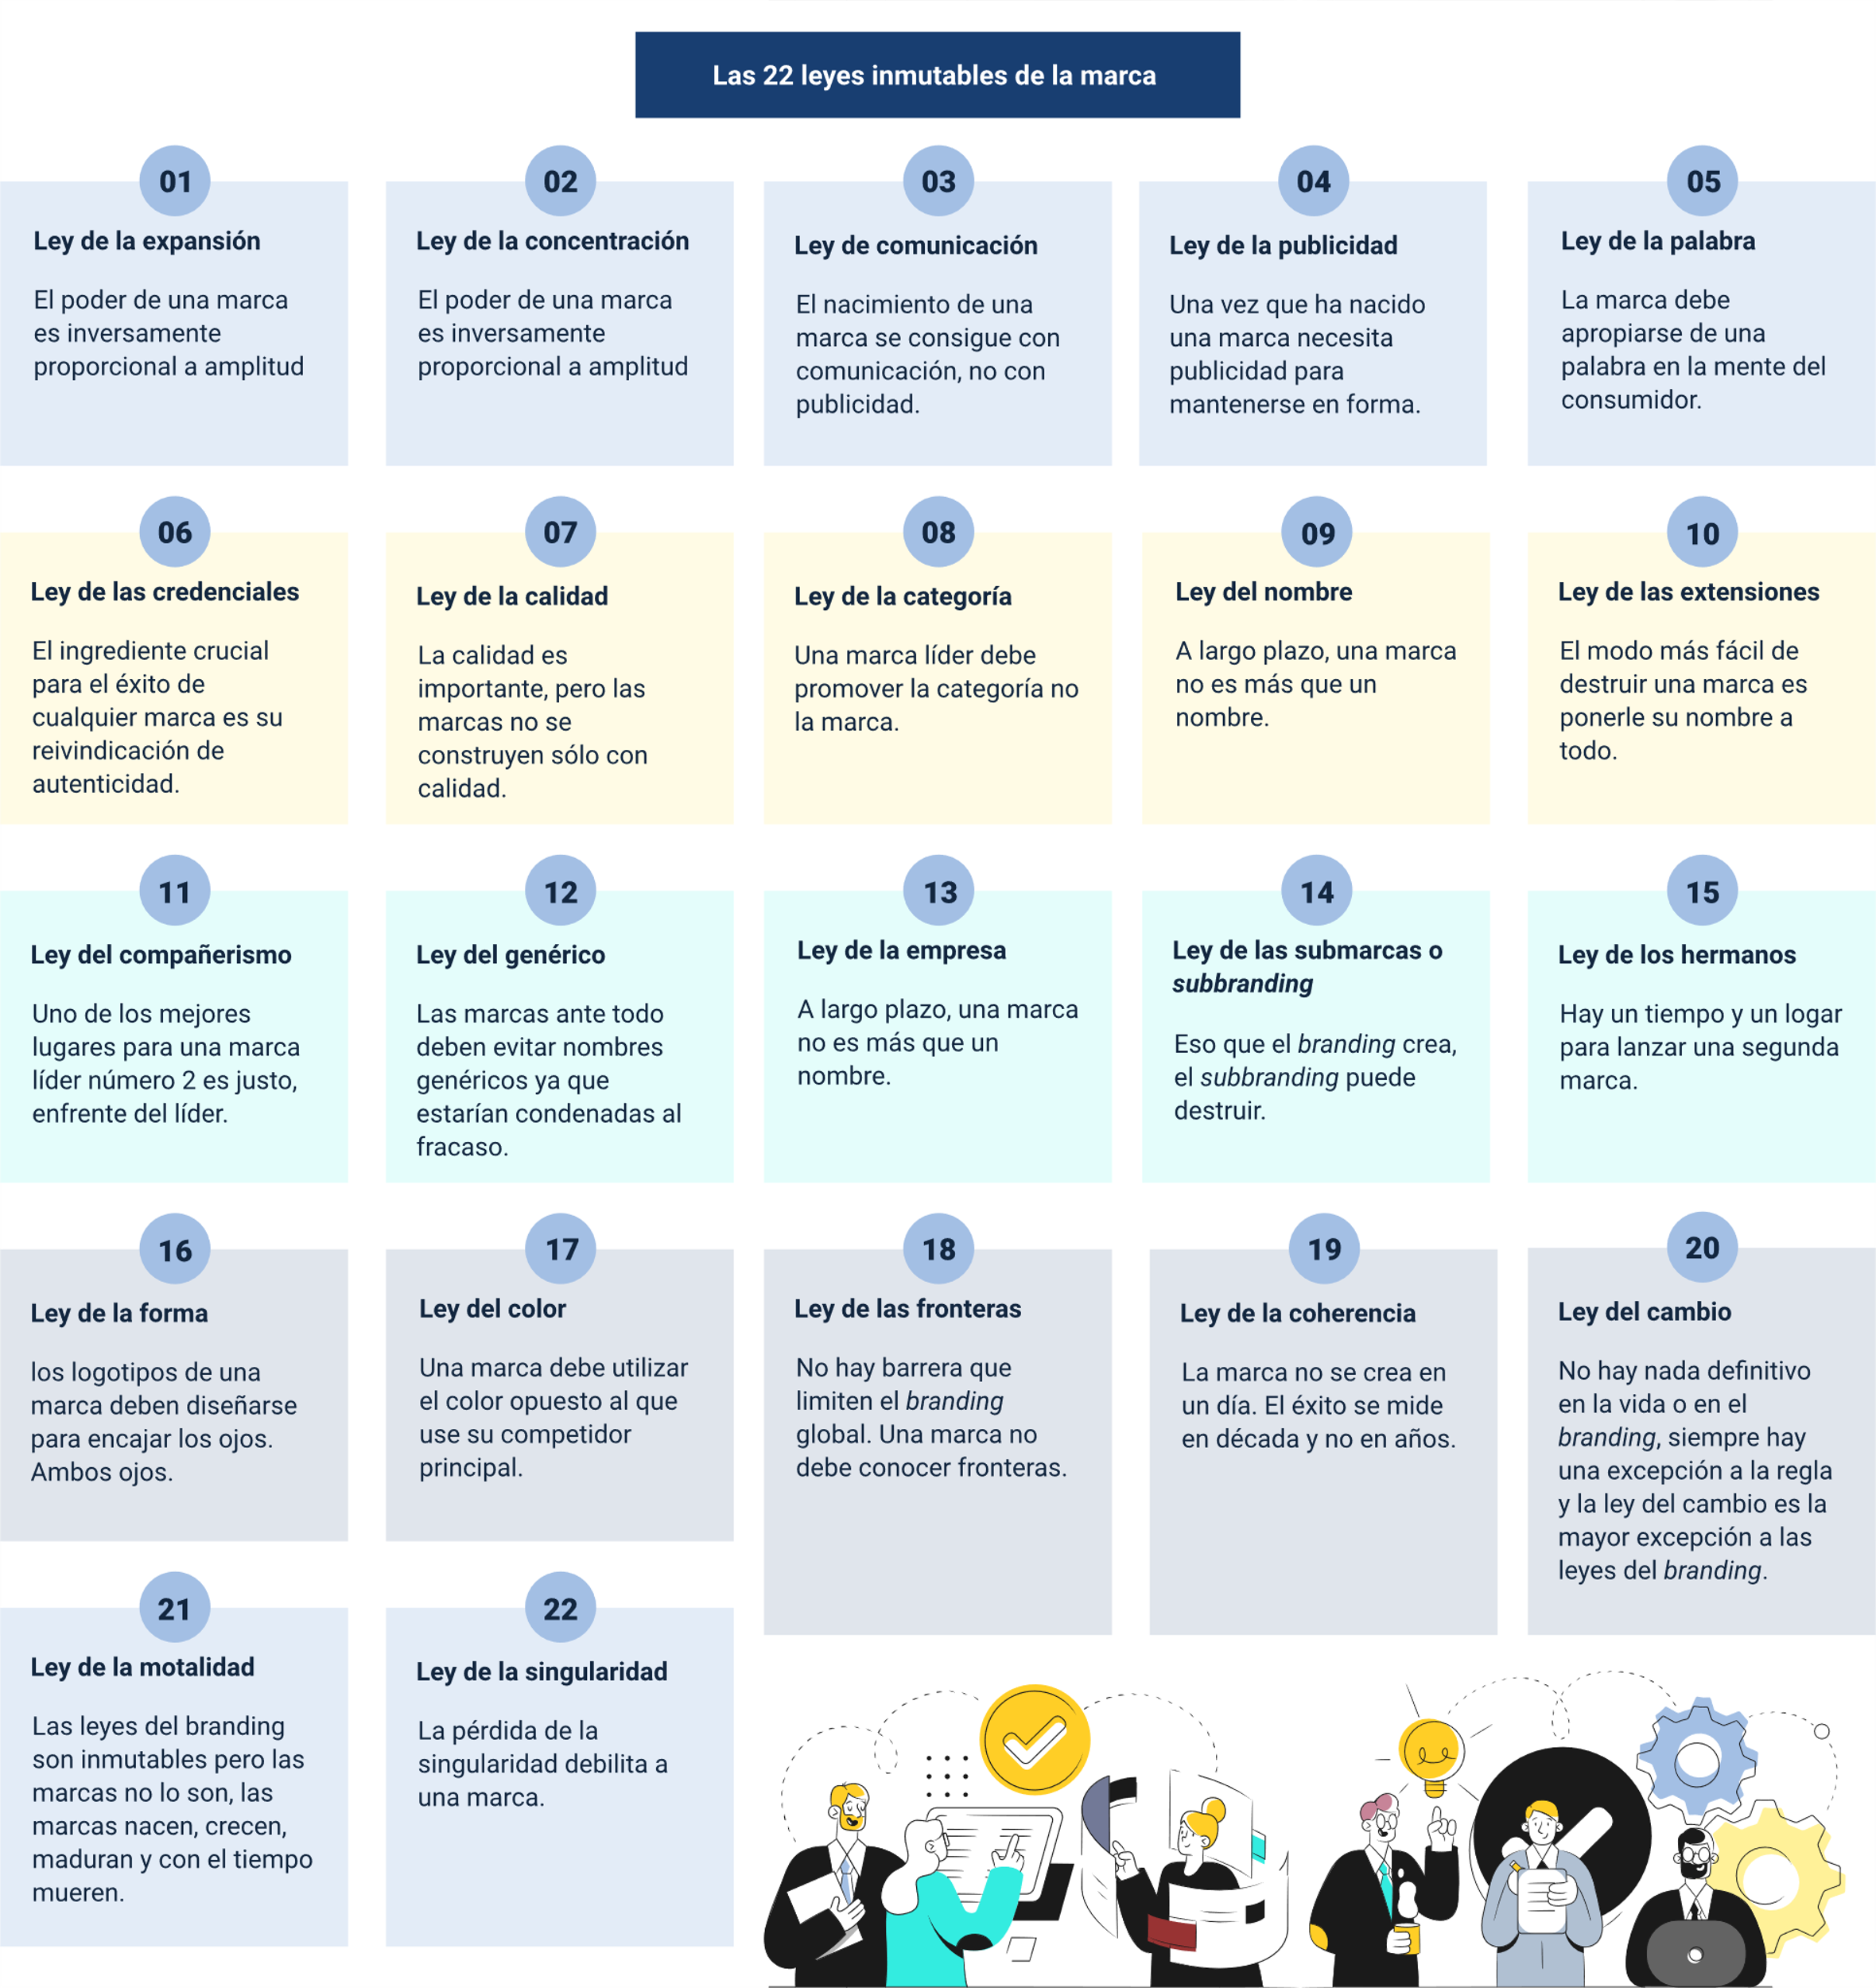 Las 22 leyes inmutables de la marca
01
Ley de la expansión
El poder de una marca
es inversamente
proporcional a amplitud
02
Ley de la concentración
El poder de una marca
es inversamente
proporcional a amplitud
03
Ley de comunicación
El nacimiento de una
marca se consigue con
comunicación, no con
publicidad.
04
Ley de la publicidad
Una vez que ha nacido
una marca necesita
publicidad para
mantenerse en forma.
05
Ley de la palabra
La marca debe
apropiarse de una
palabra en la mente del
consumidor.
06
Ley de las credenciales
El ingrediente crucial
para el éxito de
cualquier marca es su
reivindicación de
autenticidad.
07
Ley de la calidad
La calidad es
importante, pero las
marcas no se
construyen sólo con
calidad.
08
Ley de la categoría
Una marca líder debe
promover la categoría no
la marca.
09
Ley del nombre
A largo plazo, una marca
no es más que un
nombre.
10
Ley de las extensiones
El modo más fácil de
destruir una marca es
ponerle su nombre a
todo.
11
Ley del compañerismo
Uno de los mejores
lugares para una marca
líder número 2 es justo,
enfrente del líder.
12
Ley del genérico
Las marcas ante todo
deben evitar nombres
genéricos ya que
estarían condenadas al
fracaso.
13
Ley de la empresa
A largo plazo, una marca
no es más que un
nombre.
14
Ley de las submarcas o
subbranding
Eso que el branding crea,
el subbranding puede
destruir.
15
Ley de los hermanos
Hay un tiempo y un logar
para lanzar una segunda
marca.
16
Ley de la forma
los logotipos de una
marca deben diseñarse
para encajar los ojos.
Ambos ojos.
17
Ley del color
Una marca debe utilizar
el color opuesto al que
use su competidor
principal.
18
Ley de las fronteras
No hay barrera que
limiten el branding
global. Una marca no
debe conocer fronteras.
19
Ley de la coherencia
La marca no se crea en
un día. El éxito se mide
en década y no en años.
20
Ley del cambio
No hay nada definitivo
en la vida o en el
branding, siempre hay
una excepción a la regla
y la ley del cambio es la
mayor excepción a las
leyes del branding.
21
Ley de la motalidad
Las leyes del branding
son inmutables pero las
marcas no lo son, las
marcas nacen, crecen,
maduran y con el tiempo
mueren.
22
Ley de la singularidad
La pérdida de la
singularidad debilita a
una marca.